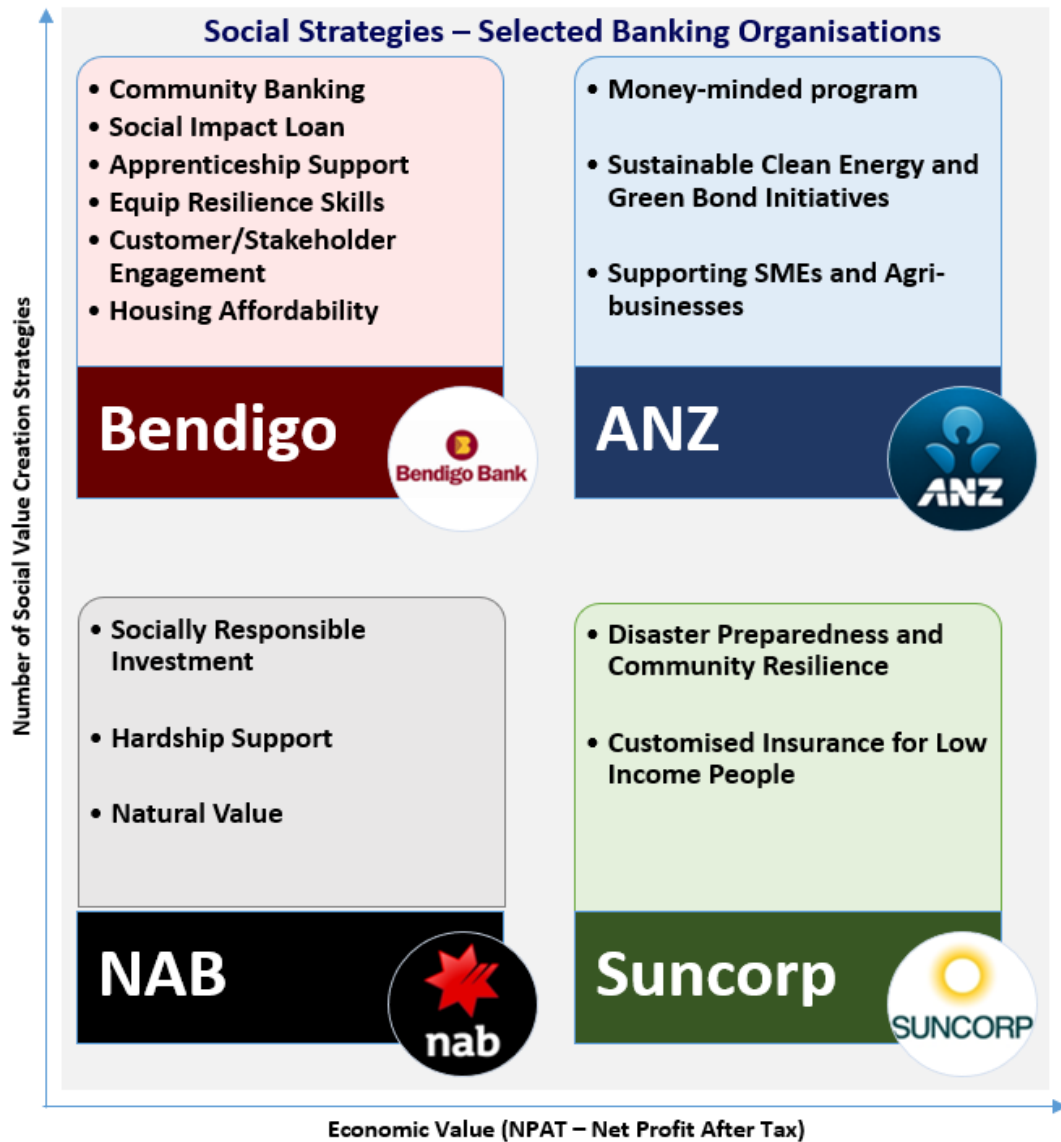 Social Strategies – Selected Banking Organisations
Number of Social Value Creation Strategies
• Community Banking
• Social Impact Loan
• Apprenticeship Support
• Equip Resilience Skills
• Customer/Stakeholder
Engagement
• Housing Affordability
Bendigo
Bendigo Bank
• Money-minded program
• Sustainable Clean Energy and
Green Bond Initiatives
• Supporting SMEs and Agri-
businesses
ANZ
ANZ
• Socially Responsible
Investment
• Hardship Support
• Natural Value
NAB
nab
• Disaster Preparedness and
Community Resilience
• Customised Insurance for Low
Income People
Suncorp
SUNCORP
Economic Value (NPAT – Net Profit After Tax)